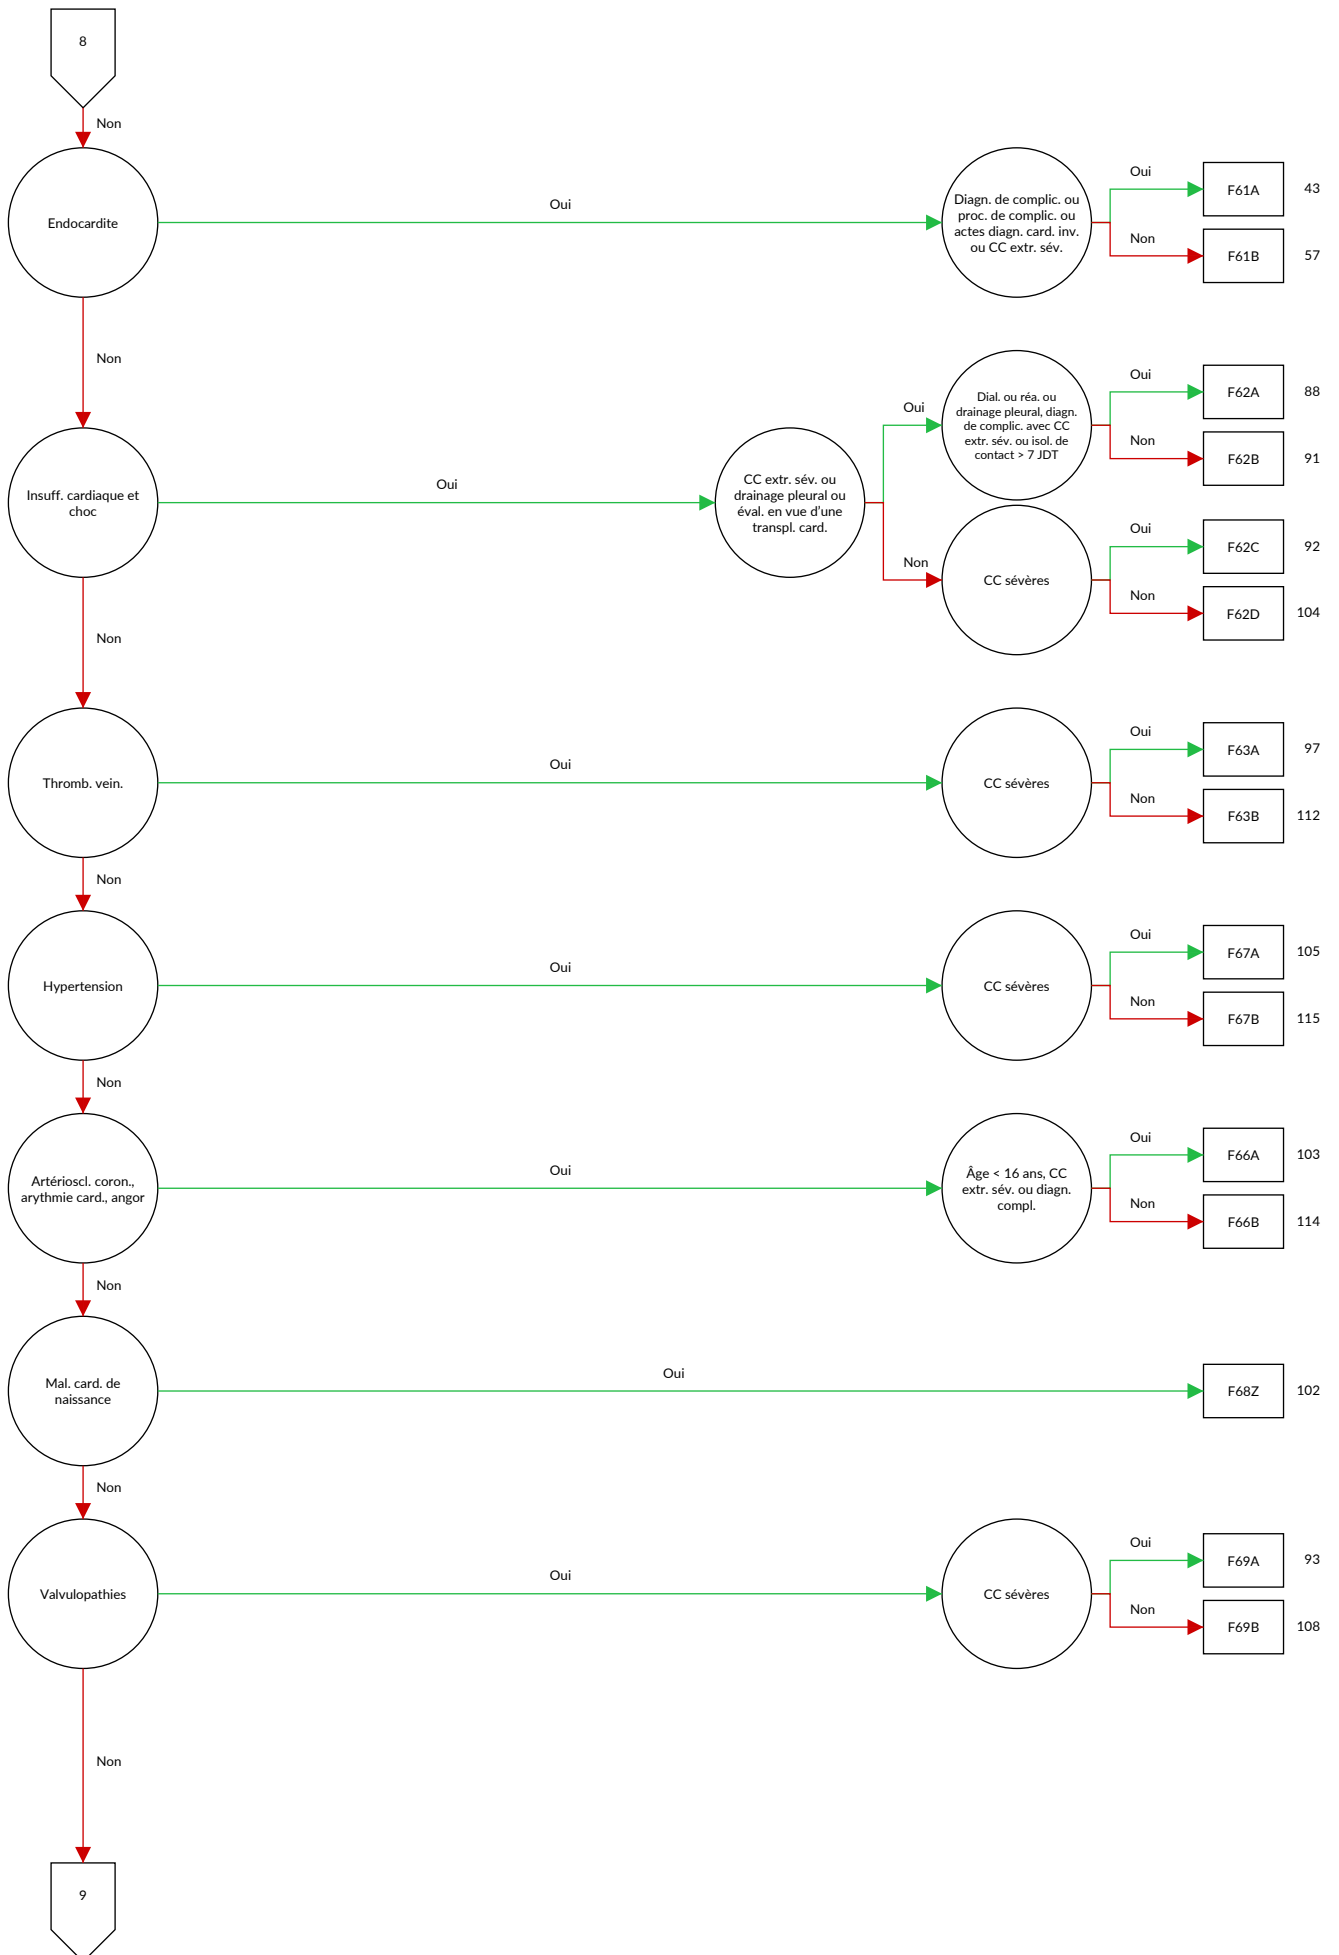 8
Non
Endocardite
Oui
Diagn. de complic. ou
proc. de complic. ou
actes diagn. card. inv.
ou CC extr. sév.
Oui
F61A
43
Non
F61B
57
Non
Insuff. cardiaque et
choc
Oui
CC extr. sév. ou
drainage pleural ou
éval. en vue d'une
transpl. card.
Oui
Dial. ou réa. ou
drainage pleural, diagn.
de complic. avec CC
extr. sév. ou isol. de
contact > 7 JDT
Oui
F62A
88
Non
F62B
91
Non
CC sévères
Oui
F62C
92
Non
F62D
104
Non
Thromb. vein.
Oui
CC sévères
Oui
F63A
97
Non
F63B
112
Non
Hypertension
Oui
CC sévères
Oui
F67A
105
Non
F67B
115
Non
Artérioscl. coron.,
arythmie card., angor
Oui
Âge < 16 ans, CC
extr. sév. ou diagn.
compl.
Oui
F66A
103
Non
F66B
114
Non
Mal. card. de
naissance
Oui
F68Z
102
Non
Valvulopathies
Oui
CC sévères
Oui
F69A
93
Non
F69B
108
Non
9